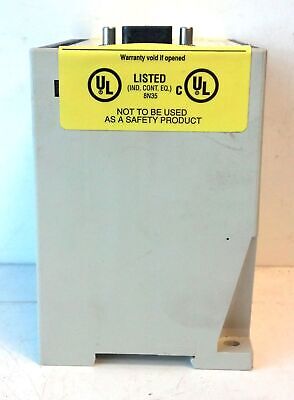 Warranty void if opened
UL LISTED c UL
(IND. CONT. EQ.)
8N35
NOT TO BE USED
AS A SAFETY PRODUCT